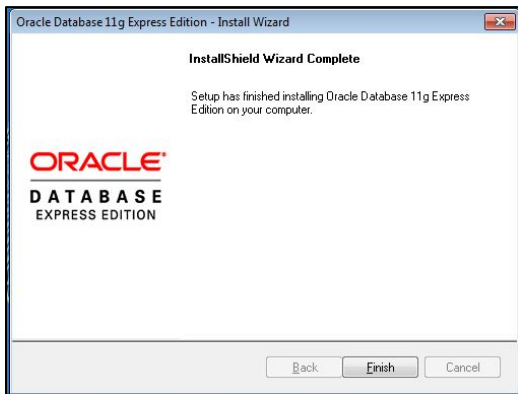 Oracle Database 11g Express Edition - Install Wizard
InstallShield Wizard Complete
Setup has finished installing Oracle Database 11g Express
Edition on your computer.
ORACLE®
DATABASE
EXPRESS EDITION
Back
Finish
Cancel